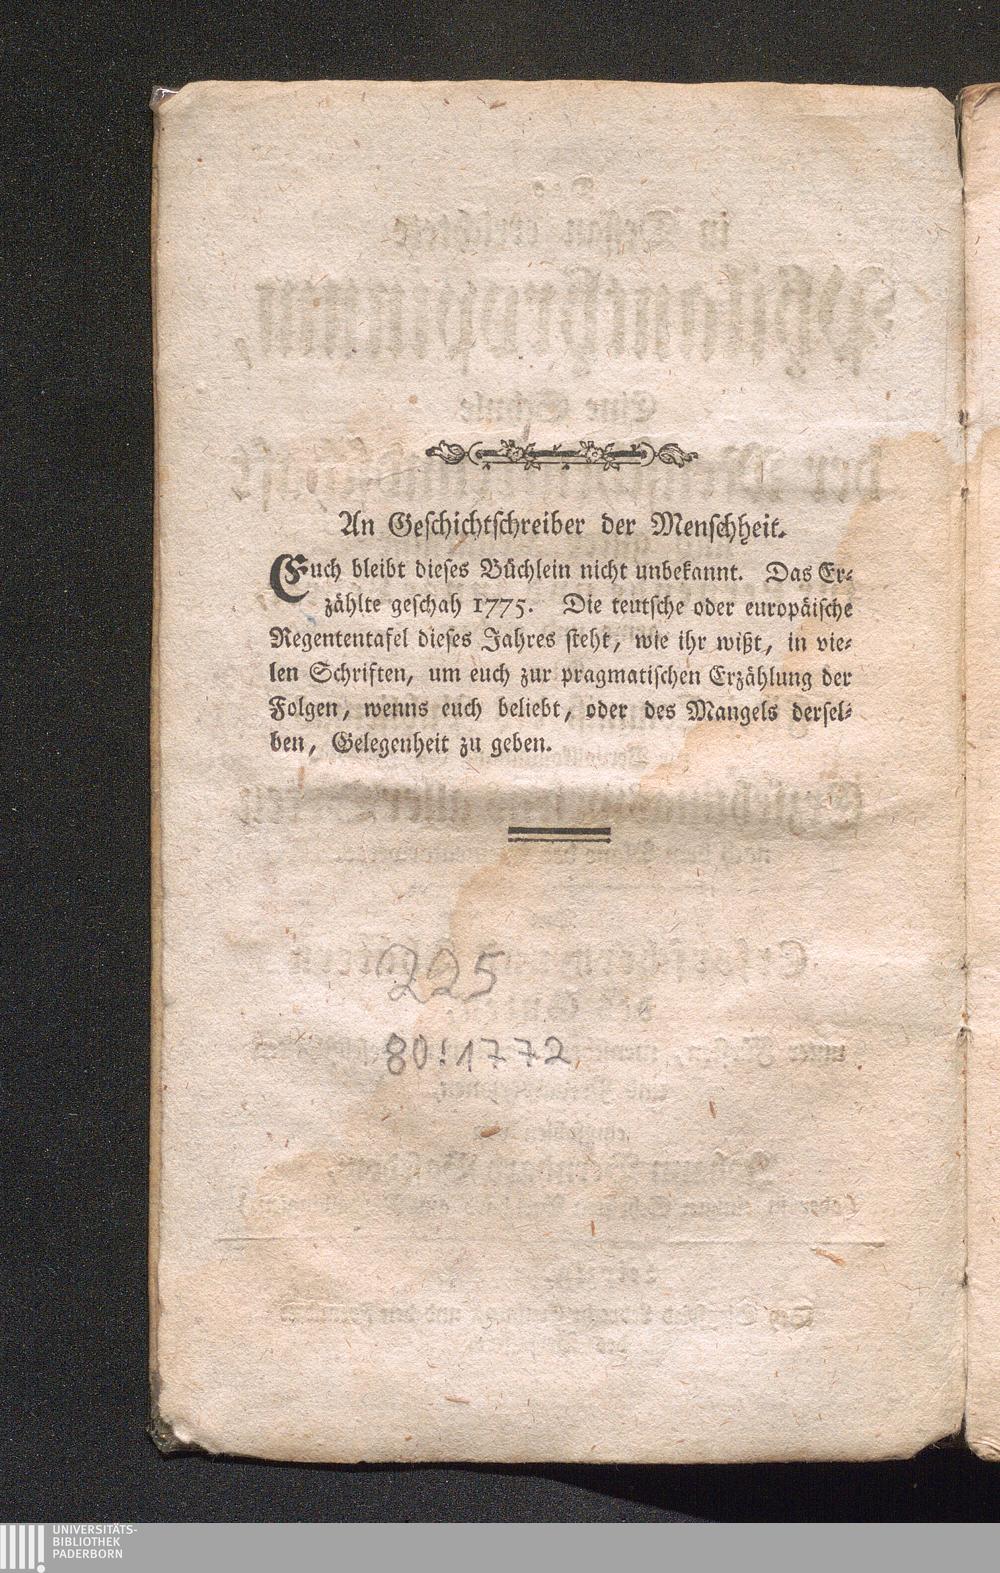 An Geschichtschreiber der Menschheit.
Euch bleibt dieses Büchlein nicht unbekannt. Das Er-
zählte geschah 1775. Die teutsche oder europäische
Regententafel dieses Jahres steht, wie ihr wißt, in vie-
len Schriften, um euch zur pragmatischen Erzählung der
Folgen, wenns euch beliebt, oder des Mangels dersel-
ben, Gelegenheit zu geben.
225
80:1772
UNIVERSITÄTS-
BIBLIOTHEK
PADERBORN